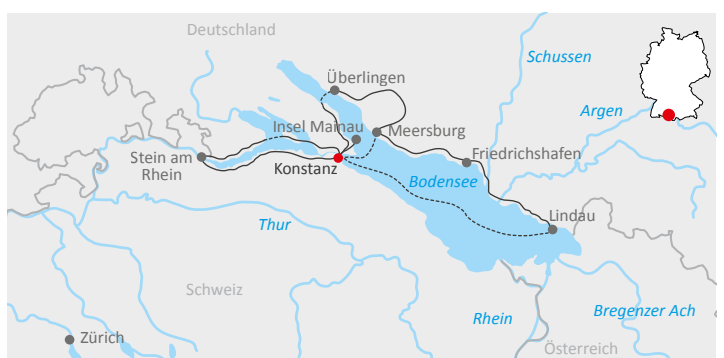 Deutschland
Schussen
Überlingen
Argen
Insel Mainau
Meersburg
Stein am
Rhein
Friedrichshafen
Konstanz
Bodensee
Thur
Lindau
Schweiz
Rhein
Bregenzer Ach
Zürich
Österreich